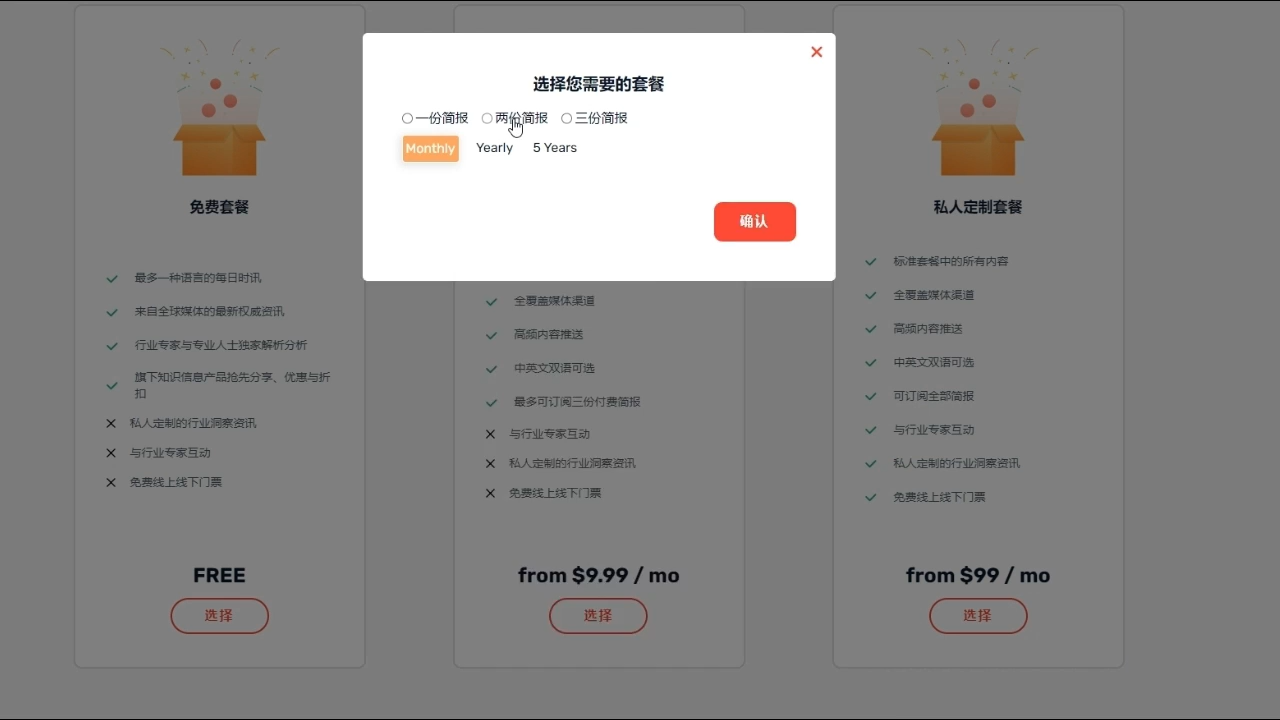 选择您需要的套餐
一份简报 两份简报 三份简报
Monthly Yearly 5 Years
确认
免费套餐
最多一种语言的每日时讯
来自全球媒体的最新权威资讯
行业专家与专业人士独家解析分析
旗下知识信息产品抢先分享、优惠与折
扣
私人定制的行业洞察资讯
与行业专家互动
免费线上线下门票
FREE
选择
全覆盖媒体渠道
高频内容推送
中英文双语可选
最多可订阅三份付费简报
与行业专家互动
私人定制的行业洞察资讯
免费线上线下门票
from $9.99 / mo
选择
私人定制套餐
标准套餐中的所有内容
全覆盖媒体渠道
高频内容推送
中英文双语可选
可订阅全部简报
与行业专家互动
私人定制的行业洞察资讯
免费线上线下门票
from $99 / mo
选择